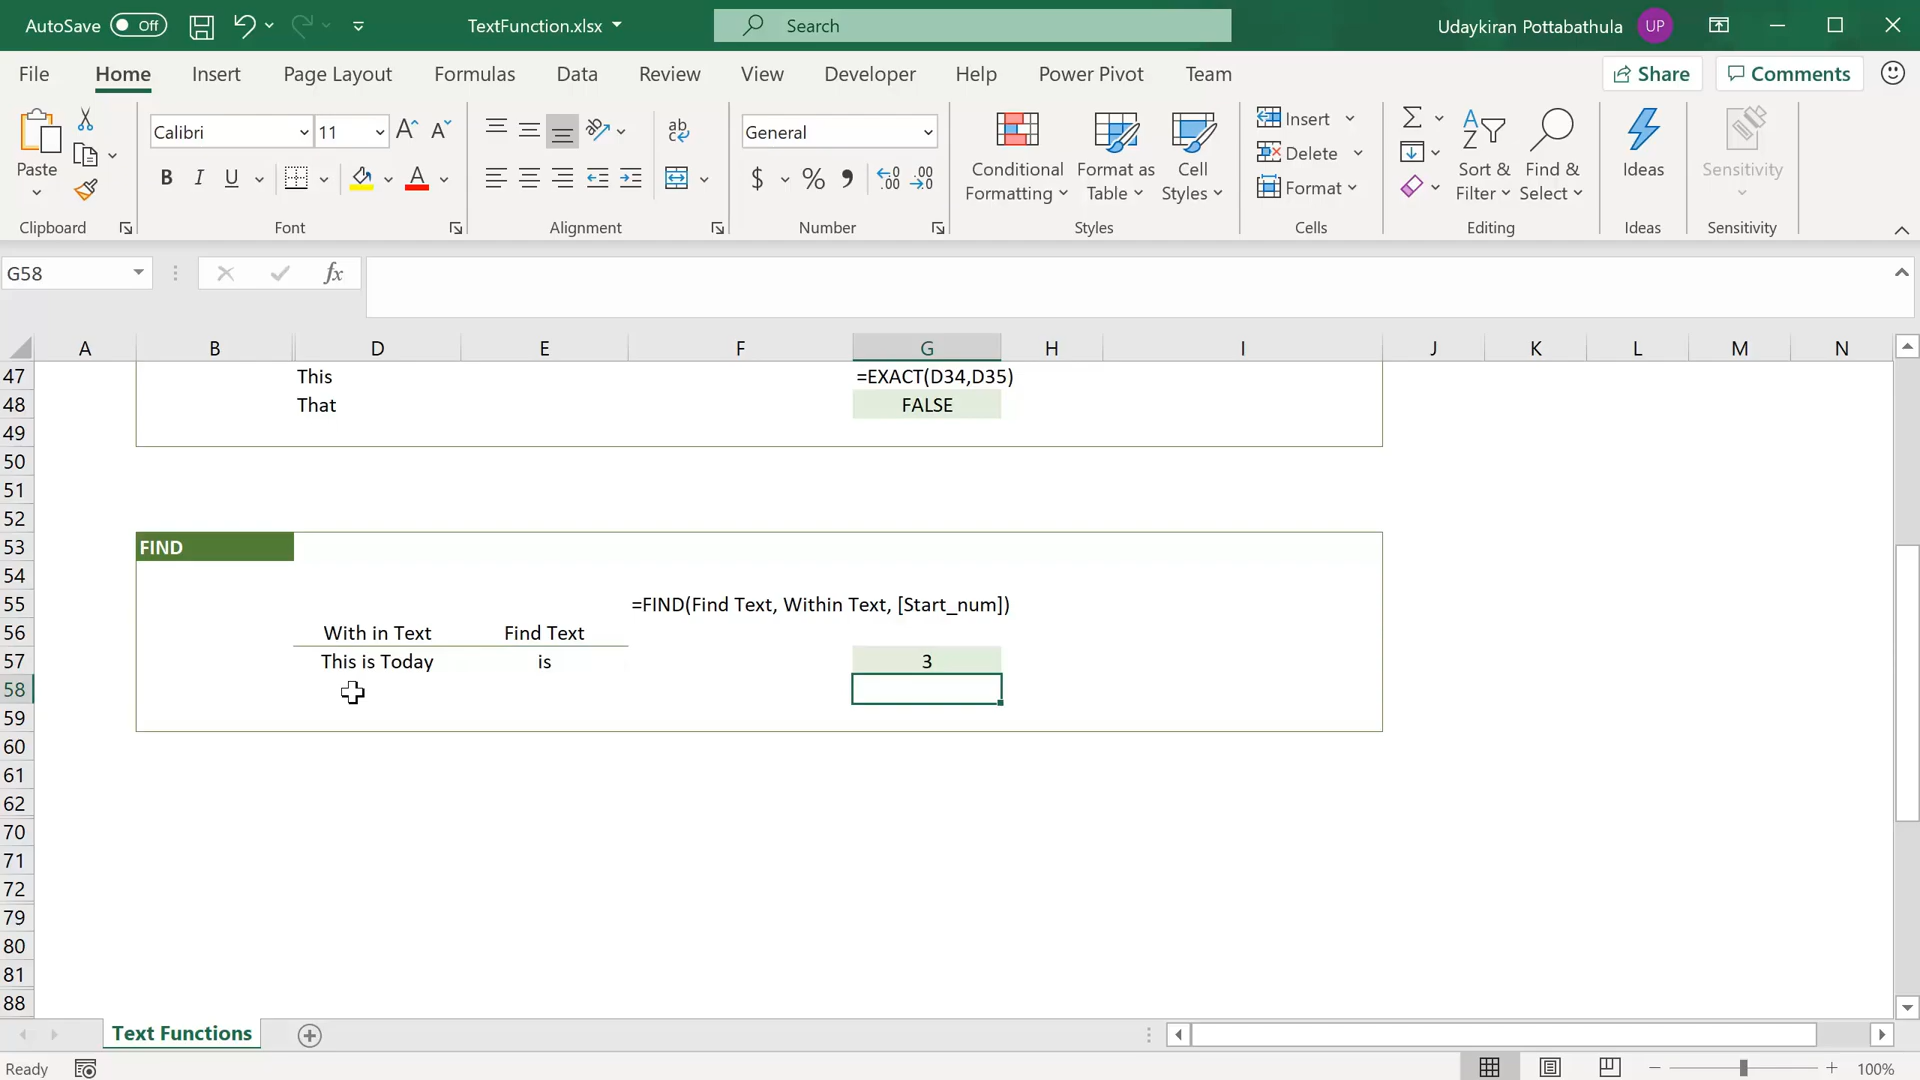 AutoSave Off TextFunction.xlsx Search Udaykiran Pottabathula UP
File Home Insert Page Layout Formulas Data Review View Developer Help Power Pivot Team Share Comments
Paste Calibri 11 A A ab c General Conditional Formatting Format as Table Cell Styles Insert Delete Format Sort & Filter Find & Select Ideas Sensitivity
B I U A $ % , .00 .0
Clipboard Font Alignment Number Styles Cells Editing Ideas Sensitivity
G58 fx
A B D E F G H I J K L M N
47 This =EXACT(D34,D35)
48 That FALSE
49
50
51
52
53 FIND
54
55 =FIND(Find Text, Within Text, [Start_num])
56 With in Text Find Text
57 This is Today is 3
58
59
60
61
62
70
71
72
79
80
81
88
Text Functions
Ready 100%